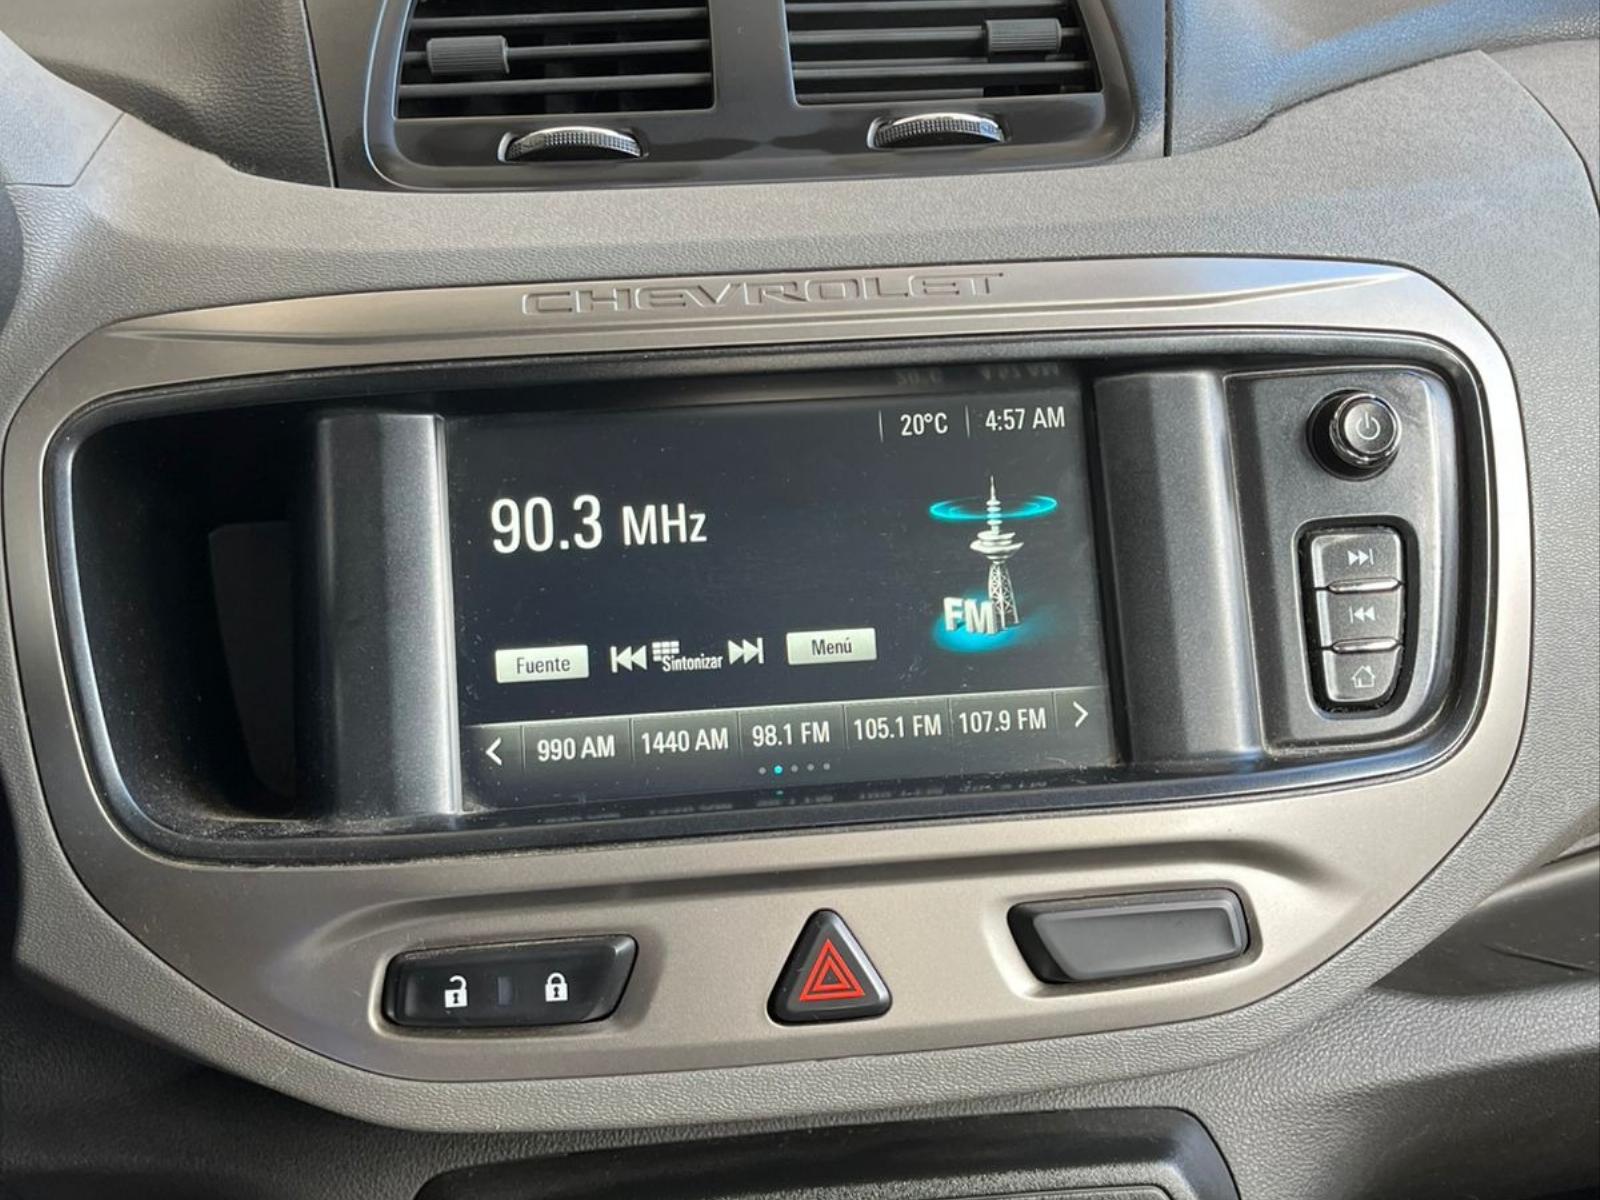 CHEVROLET
20°C 4:57 AM
90.3 MHz
FM
Fuente Sintonizar Menú
990 AM 1440 AM 98.1 FM 105.1 FM 107.9 FM